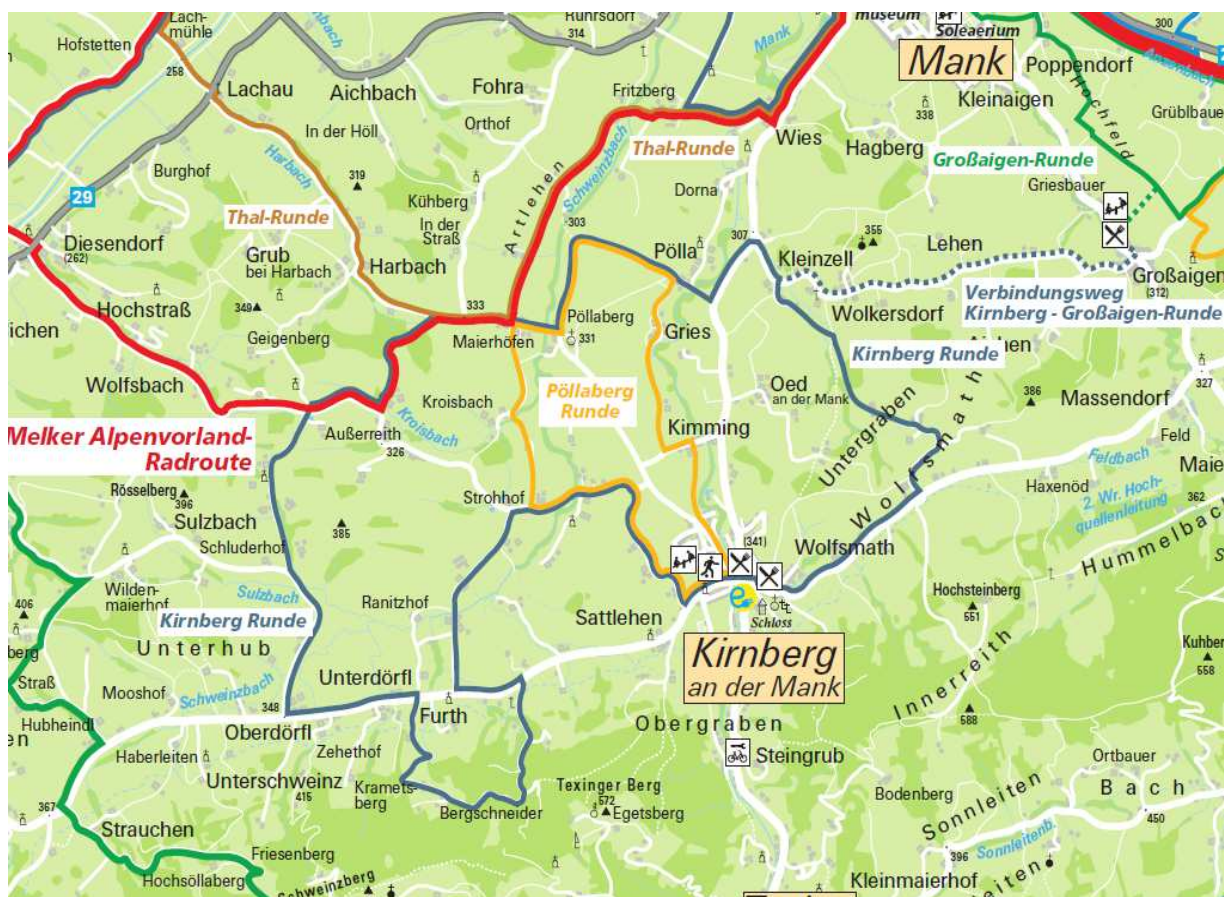 Lach-
mühle
Hofstetten
258
Lachau
Aichbach
Ruhrsdorf
314
Fohra
Orthof
In der Höll
Harbach
319
Burghof
29
Thal-Runde
Kühberg
In der
Straß
Artlehen
Fritzberg
Schweinzbach
Mank
museum
Soleaerium
Mank
300
Poppendorf
Kleinaigen
Hochfeld
Grüblbauer
338
Hagberg
Wies
Thal-Runde
Großaigen-Runde
Griesbauer
Dorna
303
307
Pölla
Kleinzell
355
Lehen
Großaigen
(312)
Verbindungsweg
Kirnberg - Großaigen-Runde
Wolkersdorf
Kirnberg Runde
Diesendorf
(262)
Grub
bei Harbach
Harbach
Hochstraß
349
333
Geigenberg
Maierhöfen
Pöllaberg
331
Gries
Wolfsbach
Pöllaberg
Runde
Oed
an der Mank
386
Massendorf
327
Kroisbach
Kroisbach
Melker Alpenvorland-
Radroute
Außerreith
326
Kimming
Untergraben
Wolfsmath
Feld
Feldbach
Haxenöd
2. Wr. Hoch-
quellenleitung
362
Rösselberg
396
Sulzbach
Schluderhof
385
Strohhof
Hummelbach
Wolfsmath
(341)
Wilden-
maierhof
406
Sulzbach
Kirnberg Runde
Ranitzhof
Sattlehen
Schloss
Hochsteinberg
551
Kirnberg
an der Mank
Innerreith
Kuhber
558
Unterhub
Straß
Mooshof
Schweinzbach
Unterdörfl
Hubheindl
348
Oberdörfl
Furth
Obergraben
588
Haberleiten
Zehethof
Steingrub
Unterschweinz
415
Kramets-
berg
Texinger Berg
572
Egetsberg
Bergschneider
Ortbauer
Bach
Bodenberg
Sonnleiten
450
367
Strauchen
Friesenberg
Hochsöllaberg
Schweinzberg
396
Sonnleitenb.
Kleinmaierhof